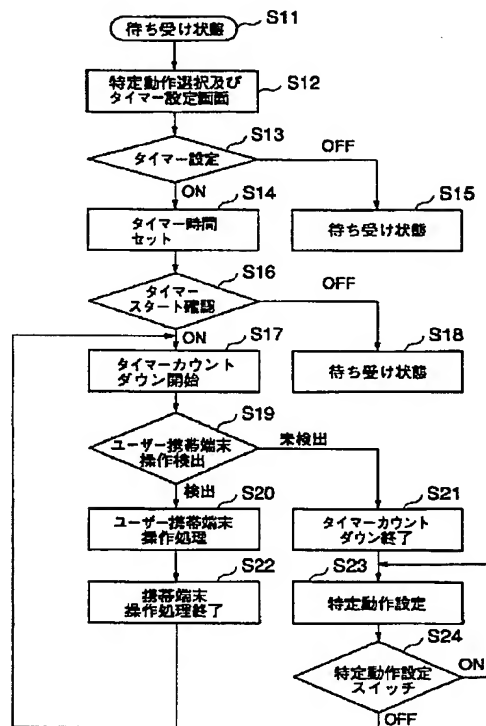 待ち受け状態
S11
特定動作選択及び
タイマー設定画面
S12
S13
タイマー設定
OFF
ON
S14
S15
タイマー時間
セット
待ち受け状態
S16
タイマー
スタート確認
OFF
ON
S17
S18
タイマーカウント
ダウン開始
待ち受け状態
S19
ユーザー携帯端末
操作検出
未検出
検出
S20
S21
ユーザー携帯端末
操作処理
タイマーカウント
ダウン終了
S22
S23
携帯端末
操作処理終了
特定動作設定
S24
特定動作設定
スイッチ
ON
OFF